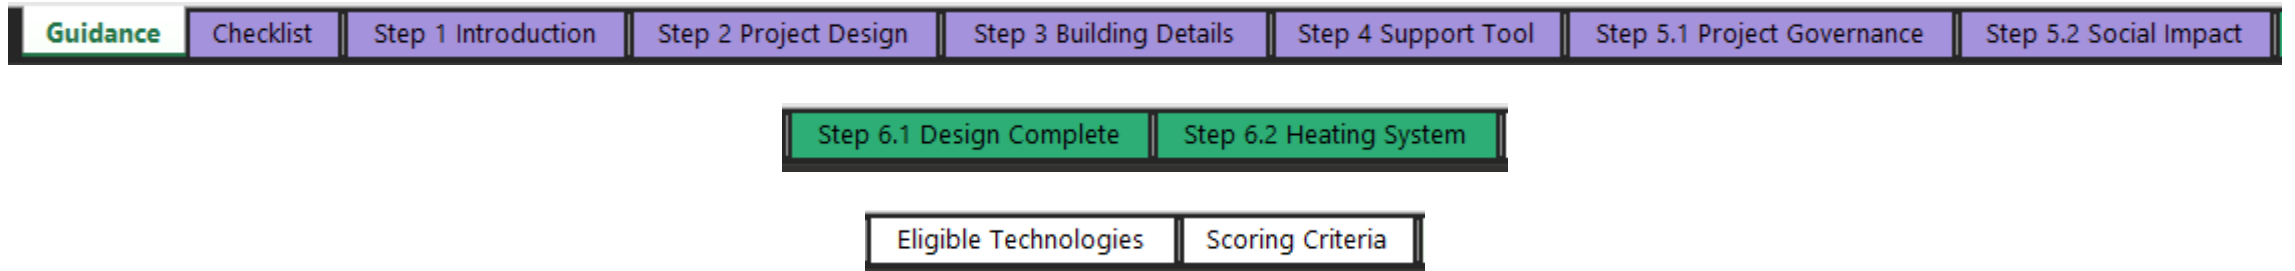 Guidance Checklist Step 1 Introduction Step 2 Project Design Step 3 Building Details Step 4 Support Tool Step 5.1 Project Governance Step 5.2 Social Impact
Step 6.1 Design Complete Step 6.2 Heating System
Eligible Technologies Scoring Criteria